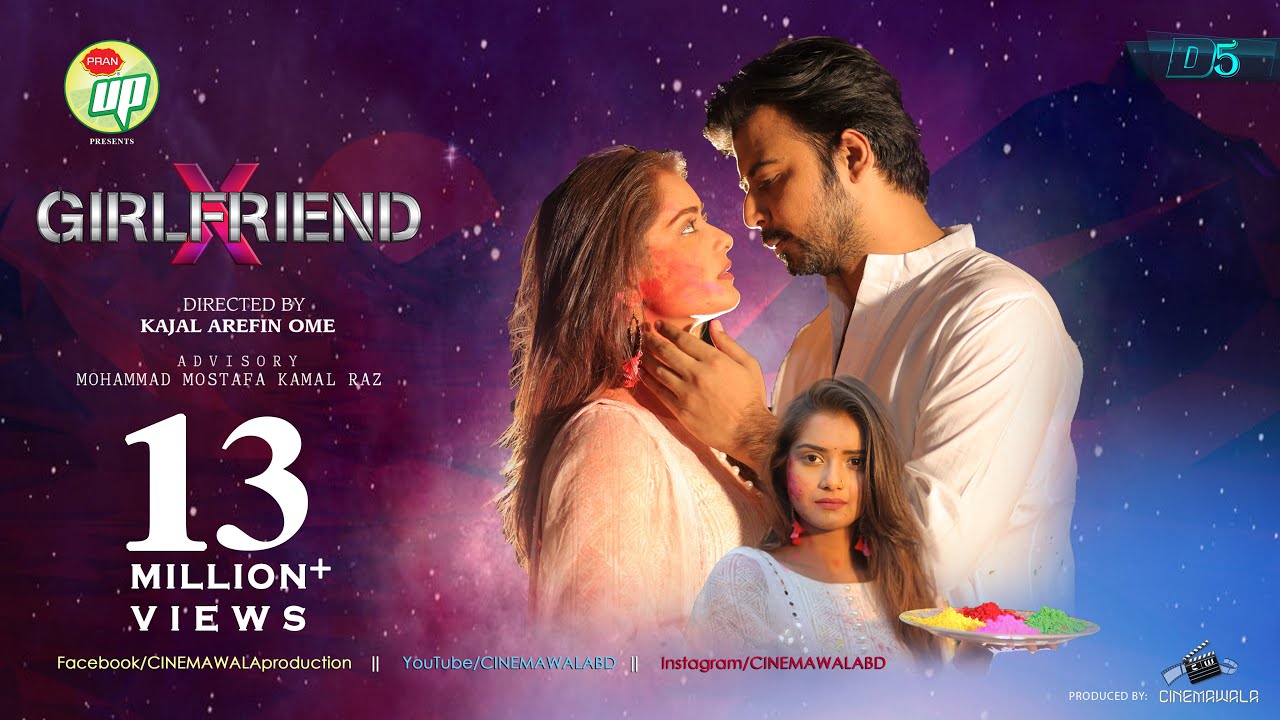 PRAN
up
PRESENTS
D5
X
GIRLFRIEND
DIRECTED BY
KAJAL AREFIN OME
ADVISORY
MOHAMMAD MOSTAFA KAMAL RAZ
13
MILLION+
VIEWS
Facebook/CINEMAWALAproduction || YouTube/CINEMAWALABD || Instagram/CINEMAWALABD
PRODUCED BY: CINEMAWALA